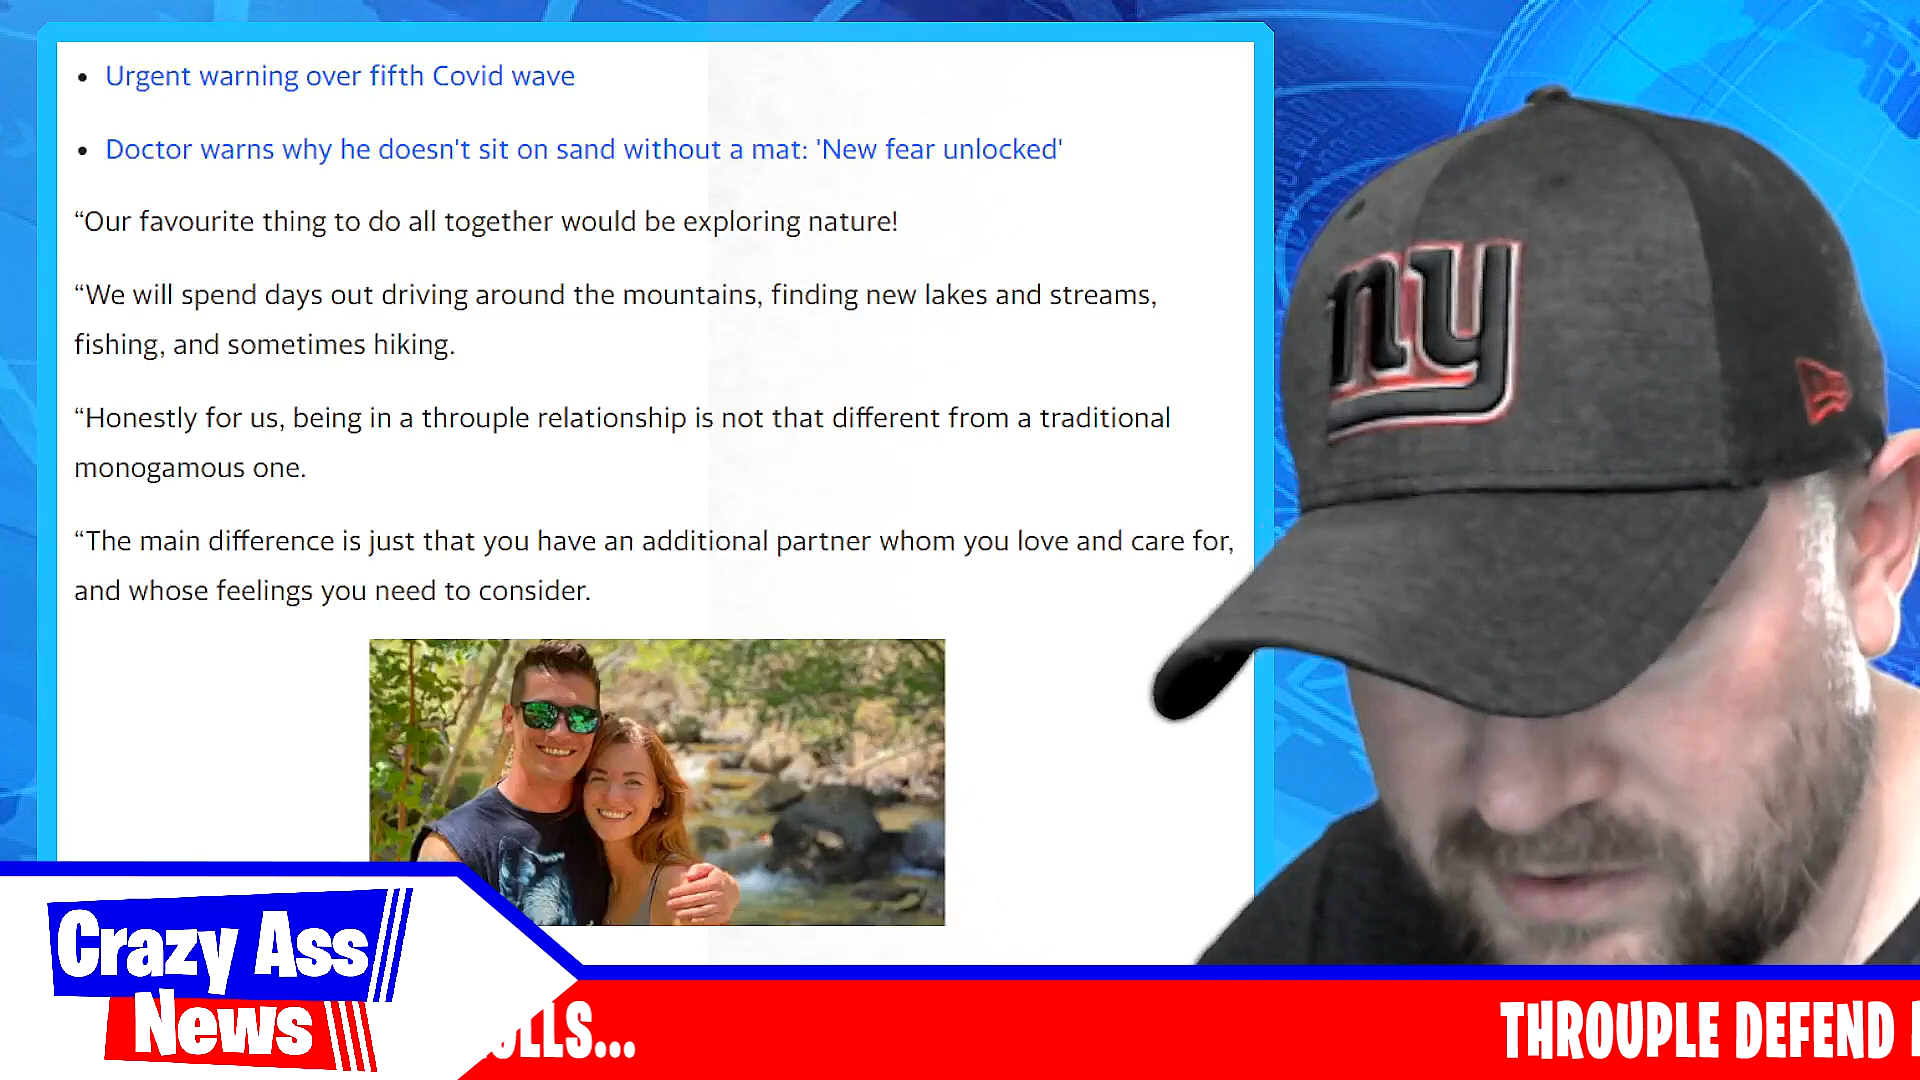 Urgent warning over fifth Covid wave
Doctor warns why he doesn't sit on sand without a mat: 'New fear unlocked'
“Our favourite thing to do all together would be exploring nature!
“We will spend days out driving around the mountains, finding new lakes and streams,
fishing, and sometimes hiking.
“Honestly for us, being in a throuple relationship is not that different from a traditional
monogamous one.
“The main difference is just that you have an additional partner whom you love and care for,
and whose feelings you need to consider.
ny
Crazy Ass
News
THROUPLE DEFEND